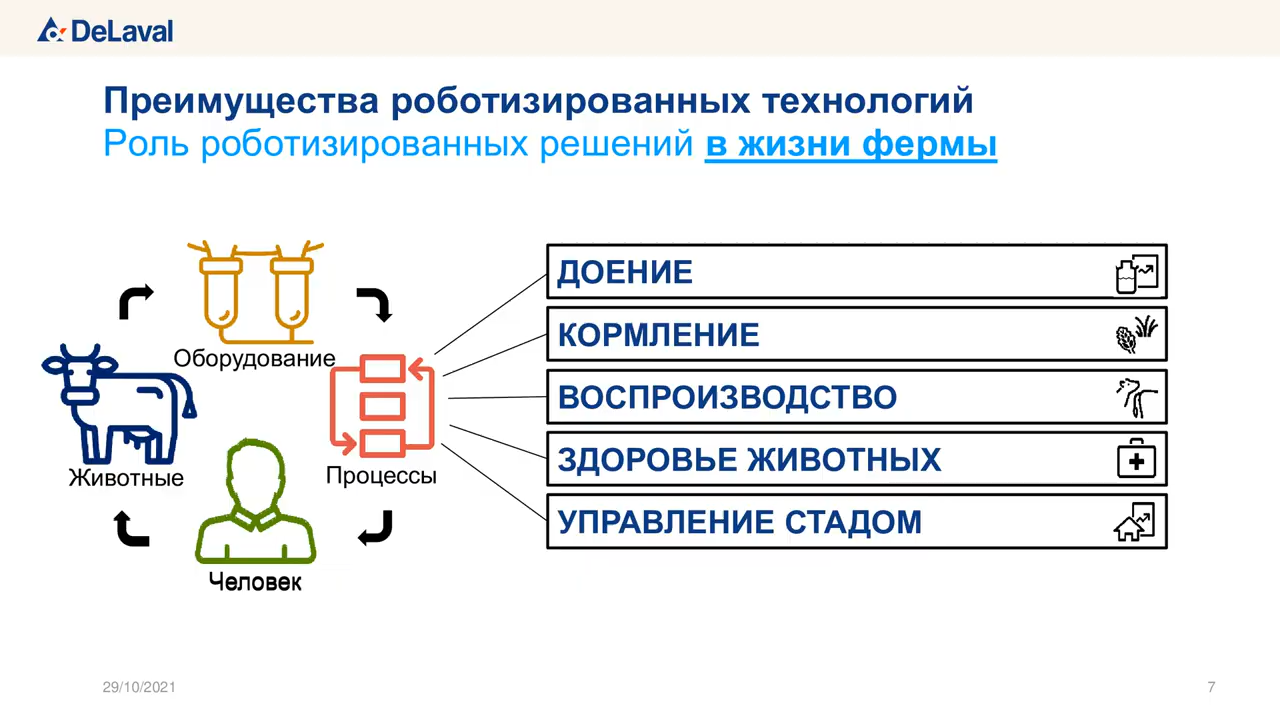 DeLaval
Преимущества роботизированных технологий
Роль роботизированных решений в жизни фермы
Оборудование
Животные
Процессы
Человек
ДОЕНИЕ
КОРМЛЕНИЕ
ВОСПРОИЗВОДСТВО
ЗДОРОВЬЕ ЖИВОТНЫХ
УПРАВЛЕНИЕ СТАДОМ
29/10/2021
7